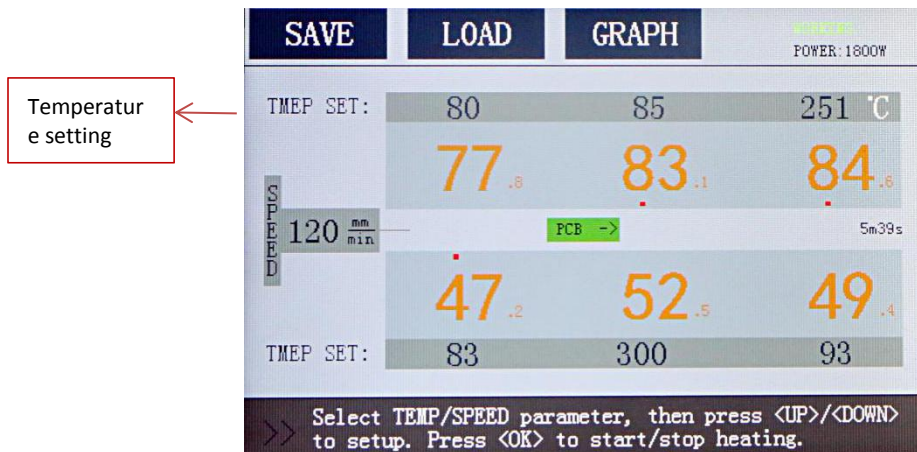 SAVE LOAD GRAPH
POWER:1800W
Temperatur
e setting
TMEP SET: 80 85 251 ℃
77.8 83.1 84.6
SPEED
120 mm/min
PCB -> 5m39s
47.2 52.5 49.4
TMEP SET: 83 300 93
>> Select TEMP/SPEED parameter, then press <UP>/<DOWN>
to setup. Press <OK> to start/stop heating.